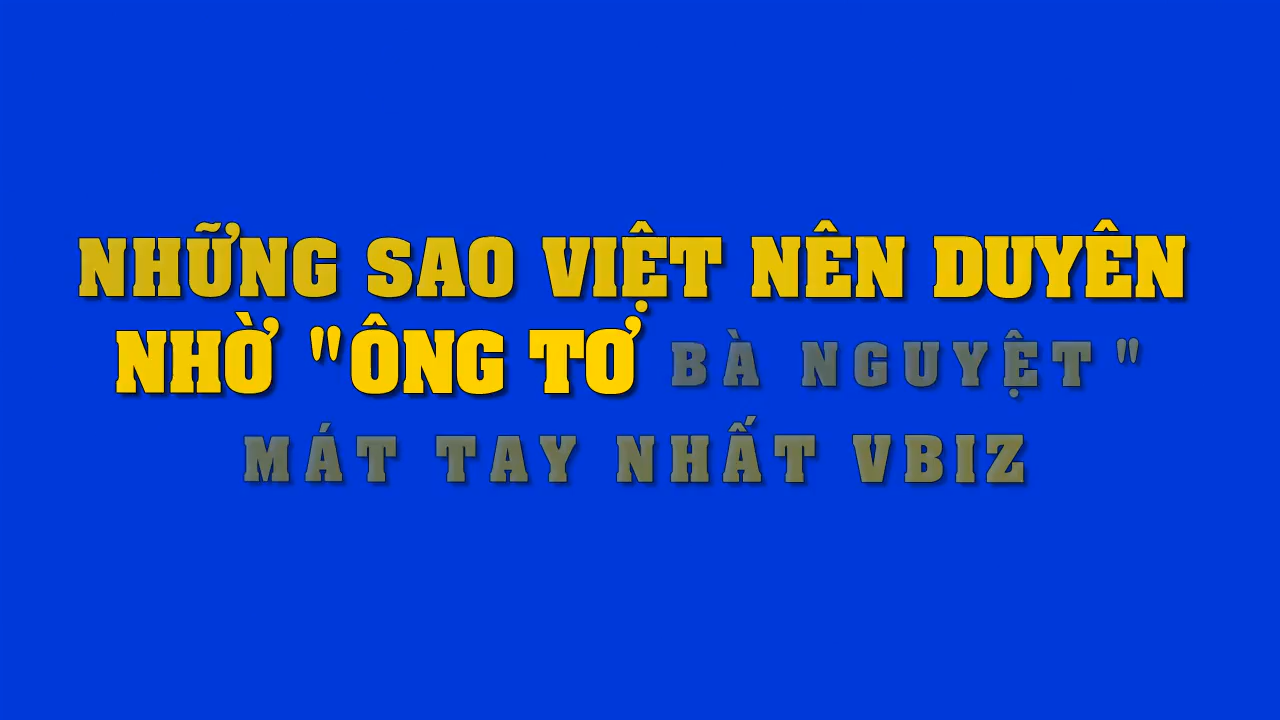 NHỮNG SAO VIỆT NÊN DUYÊN
NHỜ "ÔNG TƠ BÀ NGUYỆT"
MÁT TAY NHẤT VBIZ